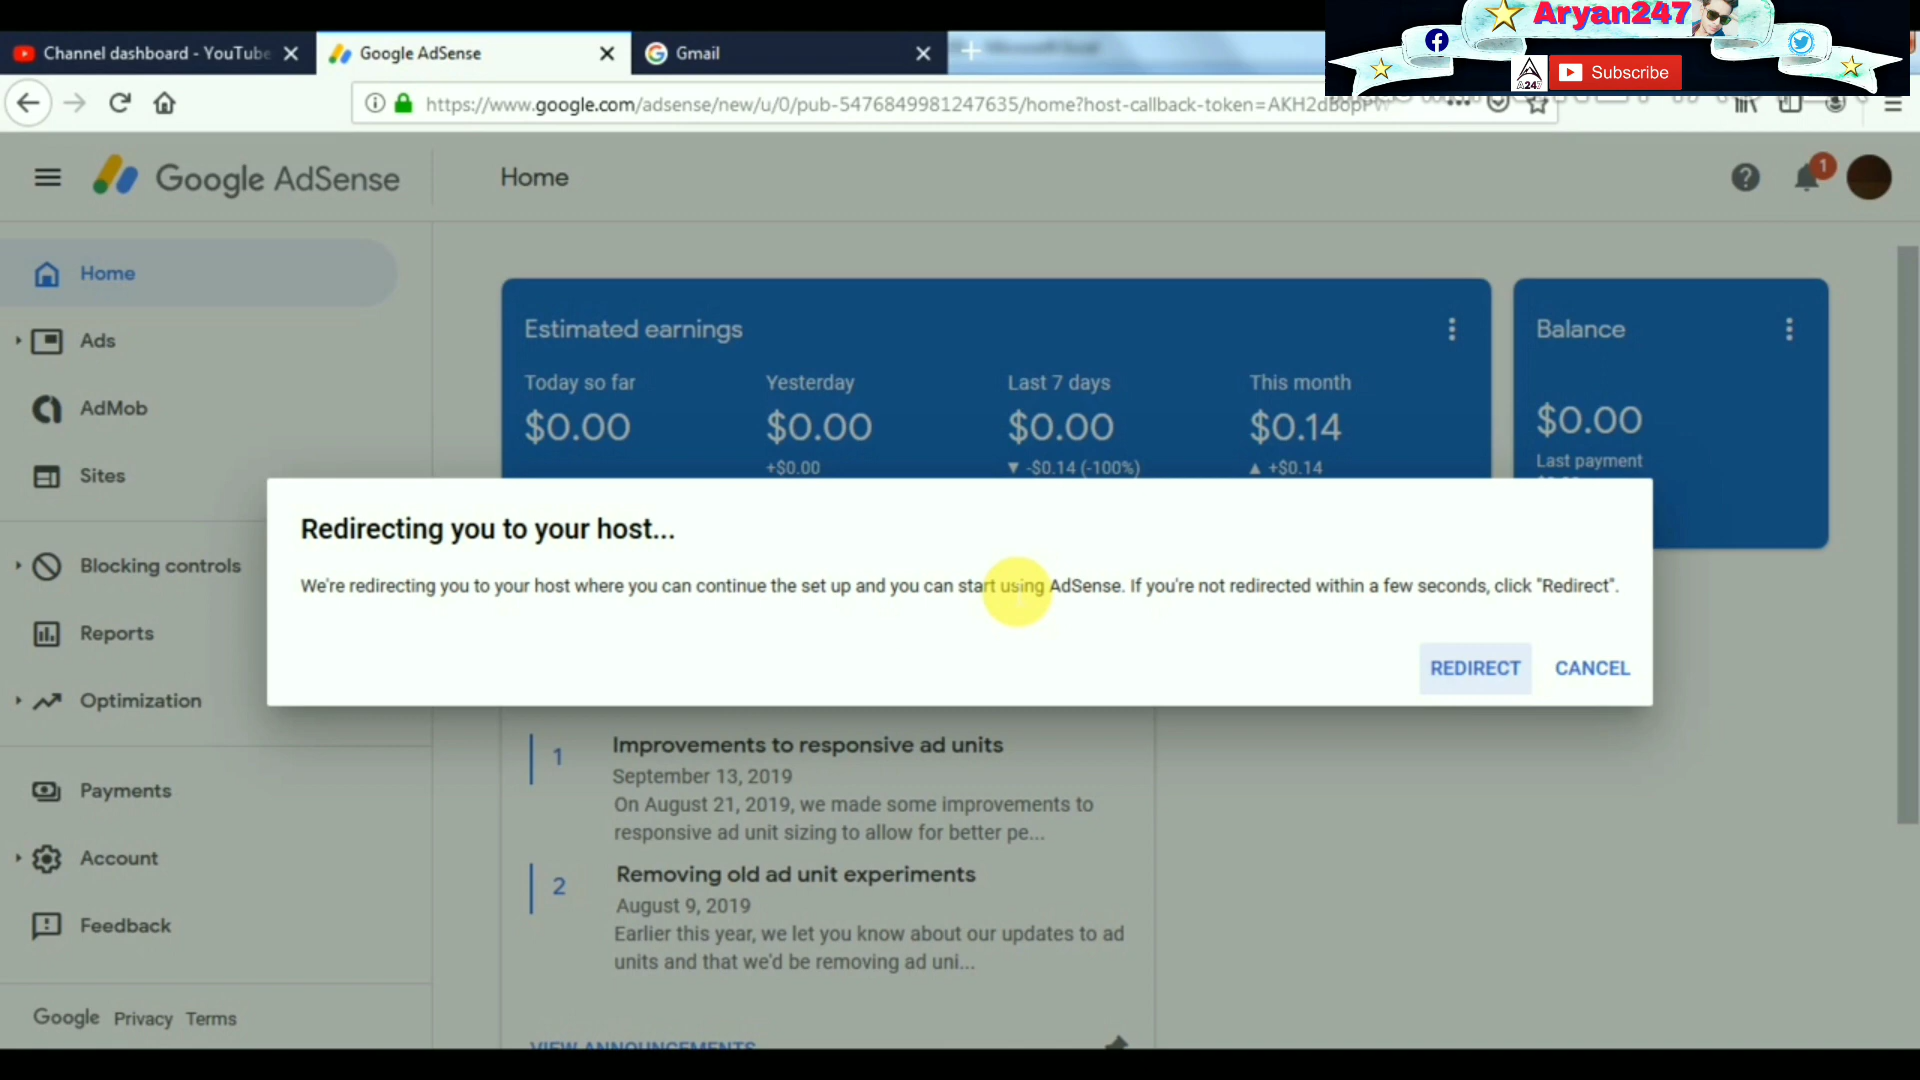 Aryan247
A247
Subscribe
Channel dashboard - YouTube
Google AdSense
Gmail
https://www.google.com/adsense/new/u/0/pub-5476849981247635/home?host-callback-token=AKH2dBopPV
Google AdSense
Home
1
Home
Ads
AdMob
Sites
Blocking controls
Reports
Optimization
Payments
Account
Feedback
Google Privacy Terms
Estimated earnings
Today so far
Yesterday
Last 7 days
This month
$0.00
$0.00
$0.00
$0.14
+$0.00
▼ -$0.14 (-100%)
▲ +$0.14
Balance
$0.00
Last payment
Redirecting you to your host...
We're redirecting you to your host where you can continue the set up and you can start using AdSense. If you're not redirected within a few seconds, click "Redirect".
REDIRECT
CANCEL
1
Improvements to responsive ad units
September 13, 2019
On August 21, 2019, we made some improvements to
responsive ad unit sizing to allow for better pe...
2
Removing old ad unit experiments
August 9, 2019
Earlier this year, we let you know about our updates to ad
units and that we'd be removing ad uni...
VIEW ANNOUNCEMENTS